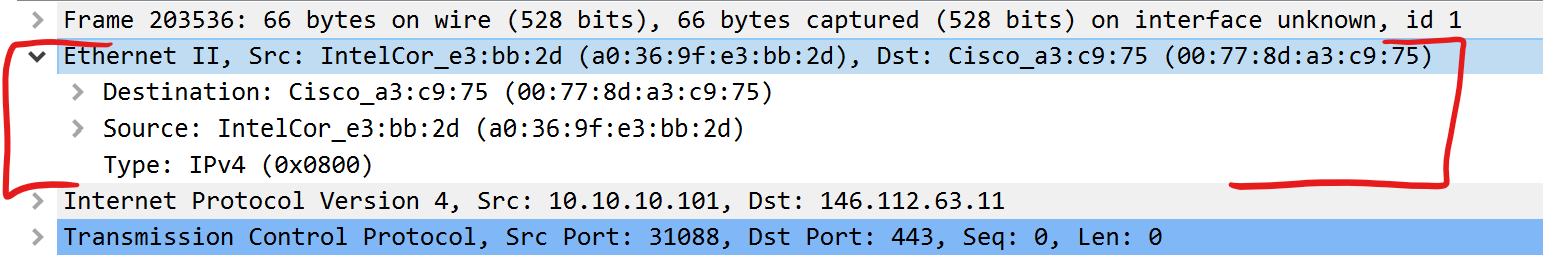 Frame 203536: 66 bytes on wire (528 bits), 66 bytes captured (528 bits) on interface unknown, id 1
Ethernet II, Src: IntelCor_e3:bb:2d (a0:36:9f:e3:bb:2d), Dst: Cisco_a3:c9:75 (00:77:8d:a3:c9:75)
Destination: Cisco_a3:c9:75 (00:77:8d:a3:c9:75)
Source: IntelCor_e3:bb:2d (a0:36:9f:e3:bb:2d)
Type: IPv4 (0x0800)
Internet Protocol Version 4, Src: 10.10.10.101, Dst: 146.112.63.11
Transmission Control Protocol, Src Port: 31088, Dst Port: 443, Seq: 0, Len: 0